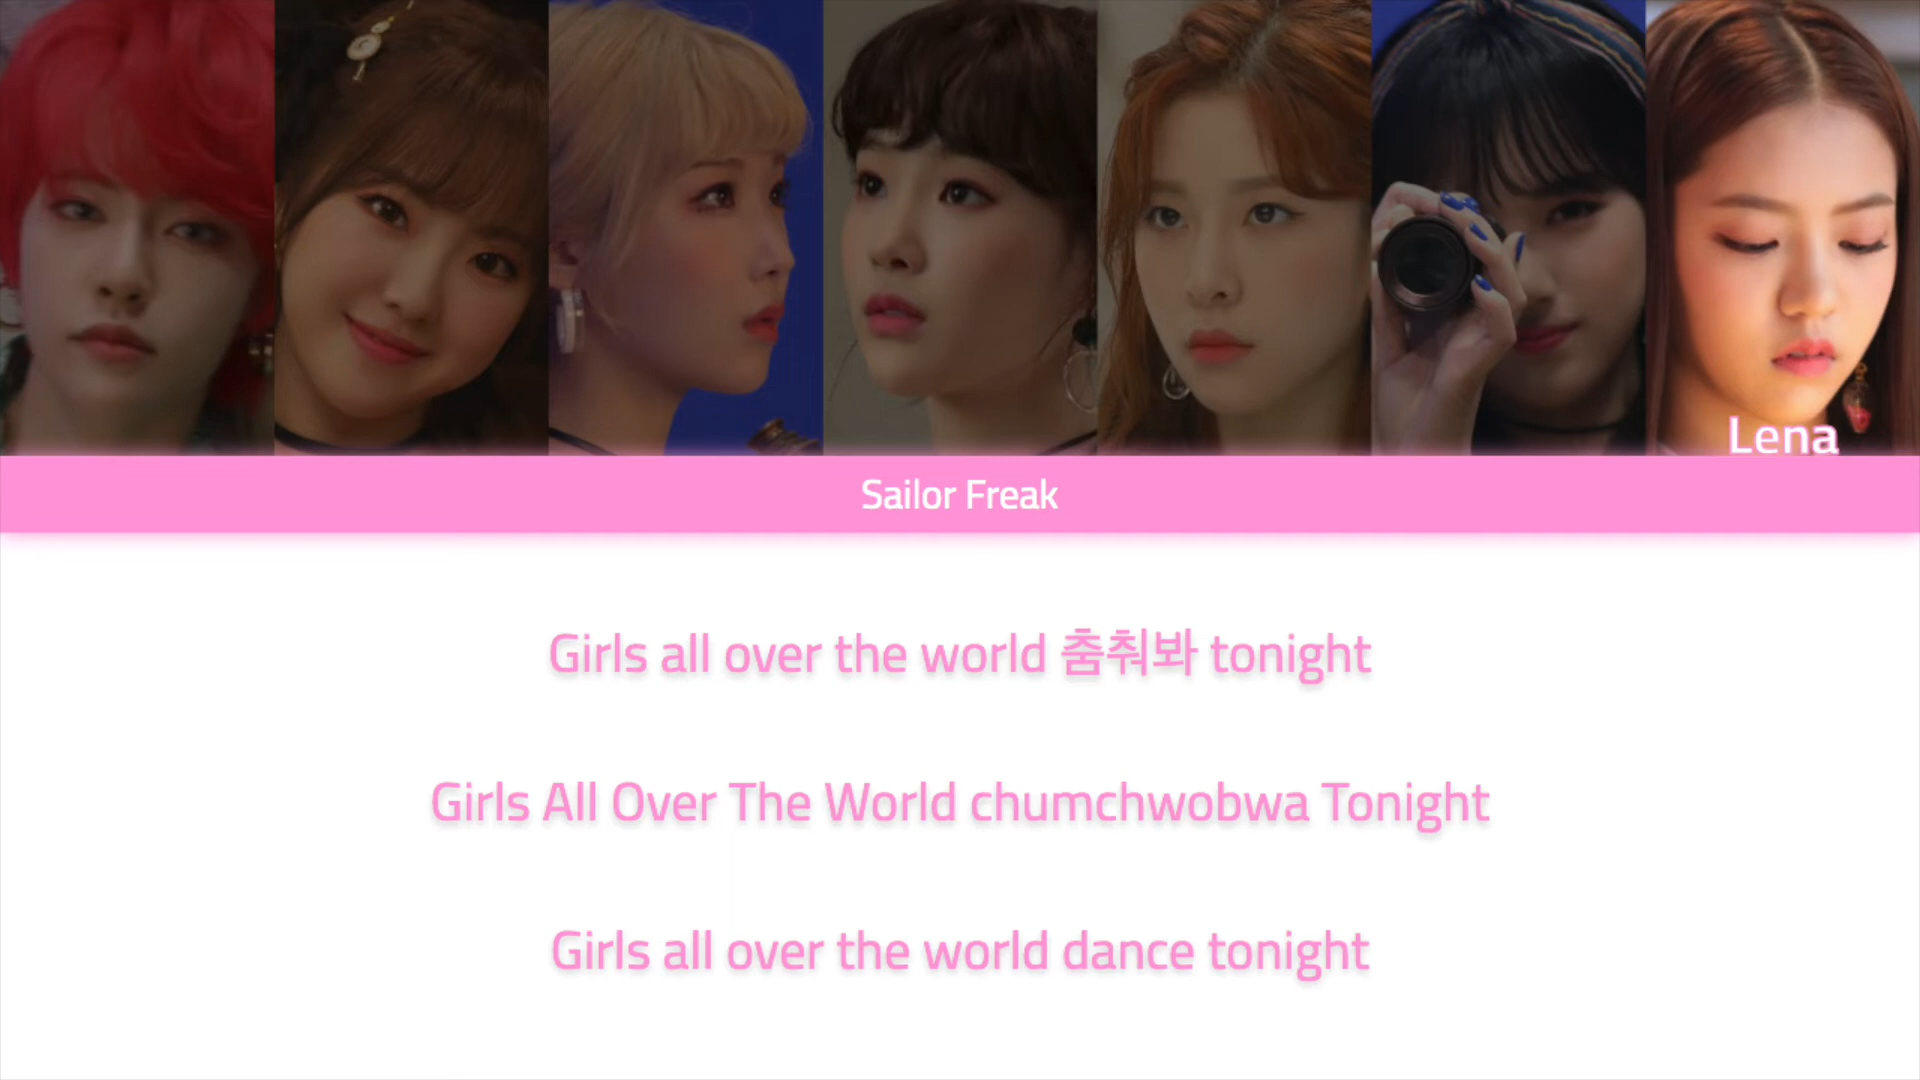 Lena
Sailor Freak
Girls all over the world 춤춰봐 tonight
Girls All Over The World chumchwobwa Tonight
Girls all over the world dance tonight